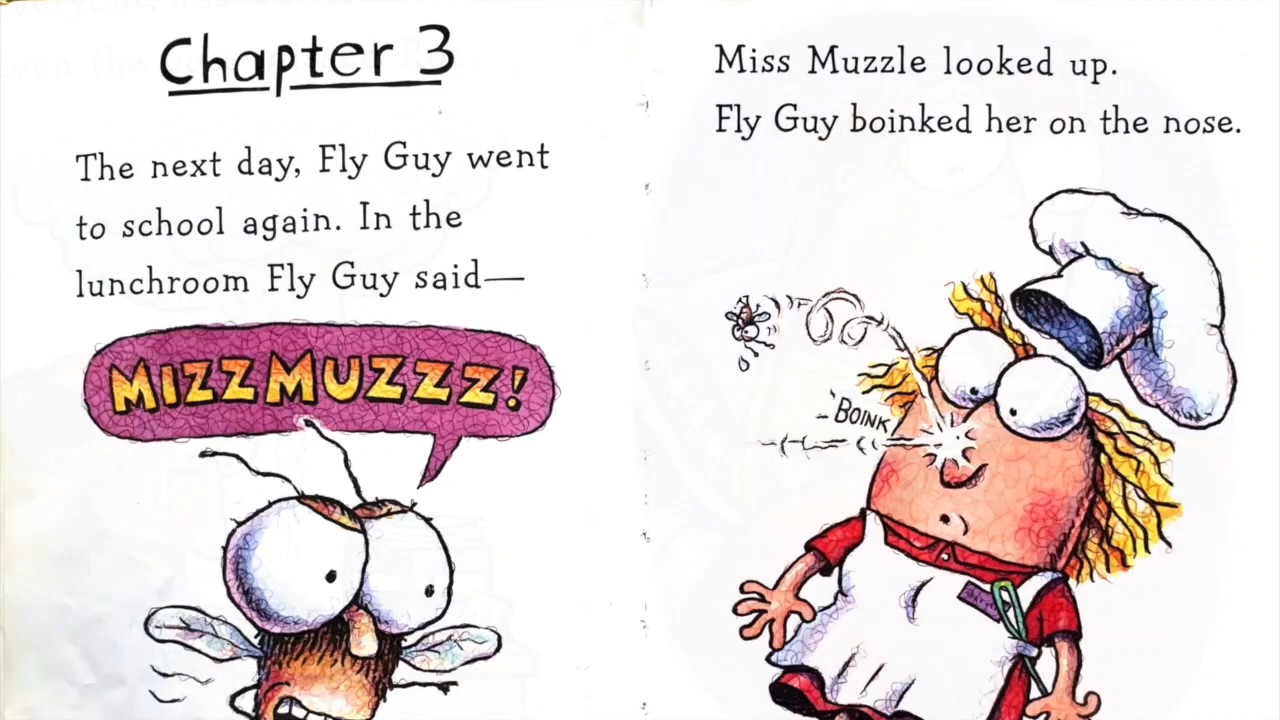 Chapter 3
The next day, Fly Guy went
to school again. In the
lunchroom Fly Guy said—
MIZZMUZZZ!
Miss Muzzle looked up.
Fly Guy boinked her on the nose.
BOINK